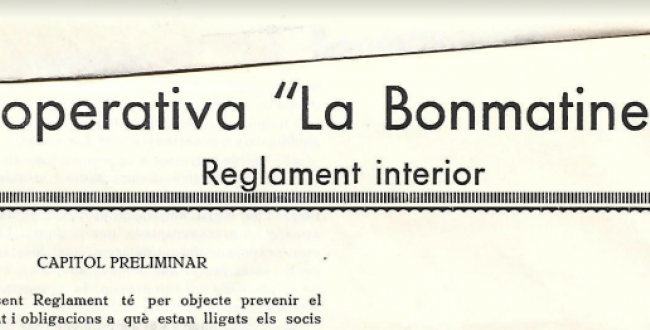 operativa “La Bonmatine
Reglament interior
CAPITOL PRELIMINAR
sent Reglament té per objecte prevenir el
t i obligacions a què estan lligats els socis